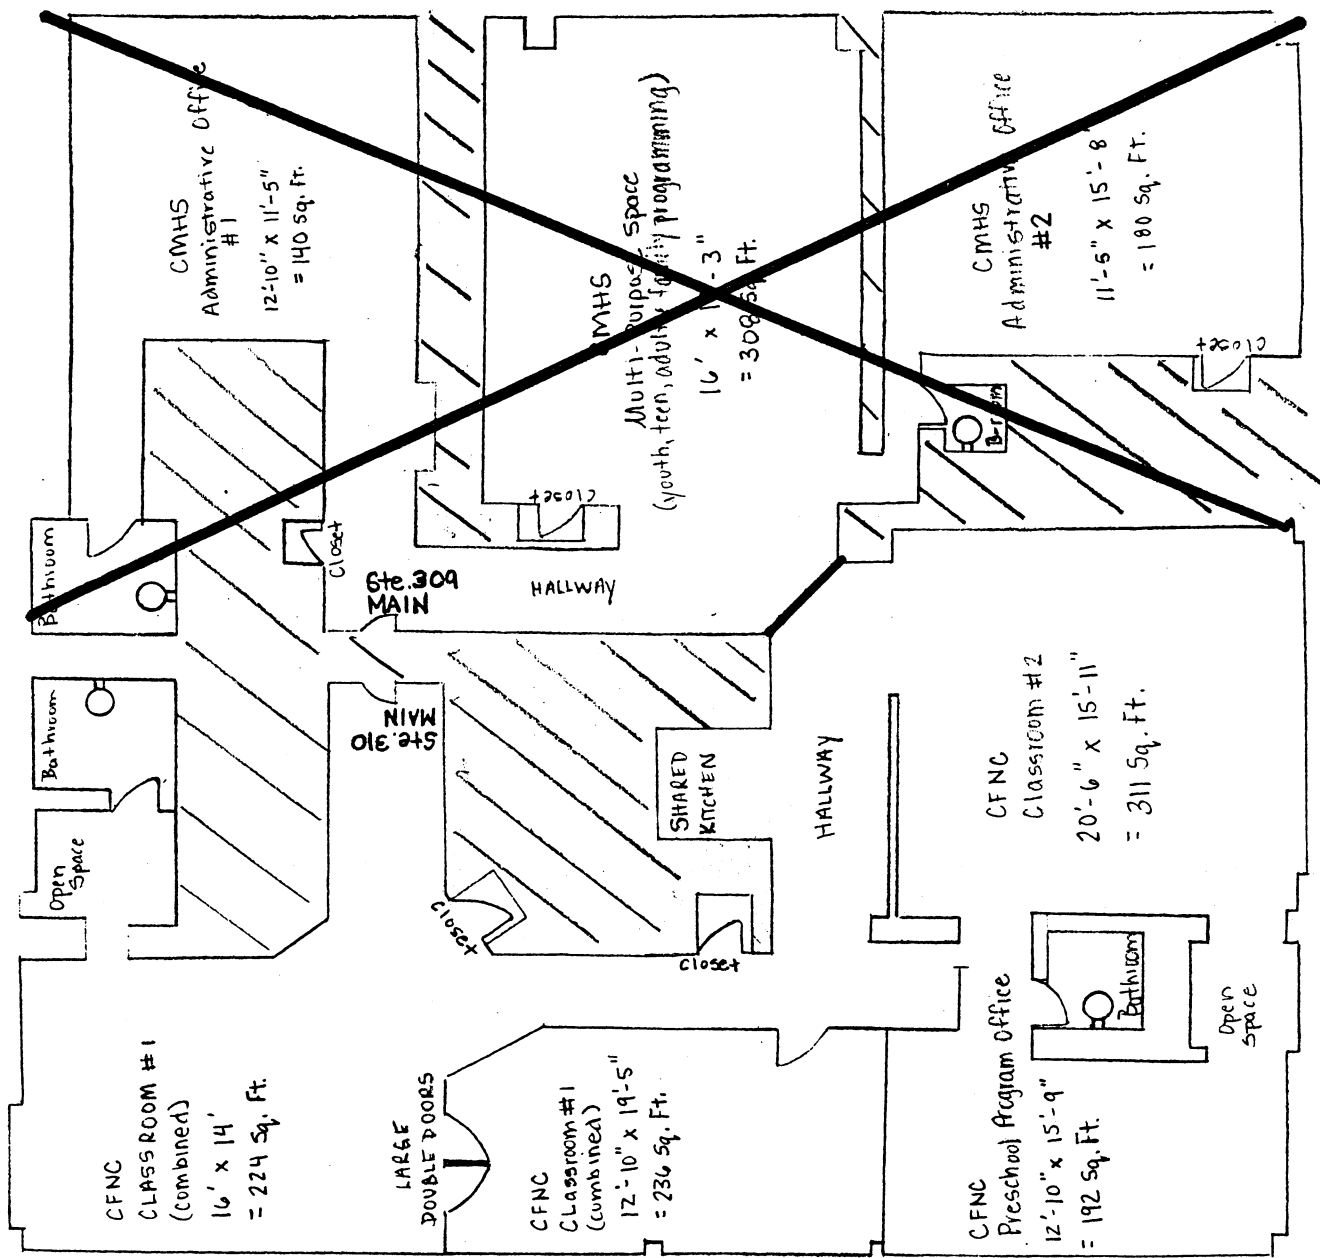 CMHS
Administrative Office
#1
12'-10" x 11'-5"
= 140 Sq. Ft.
CMHS
Multi-Purpose Space
(youth, teen, adult, family programming)
= 308 Sq. Ft.
CMHS
Administrative Office
#2
11'-5" x 15'-8"
= 180 Sq. Ft.
Closet
B-room
Closet
Bathroom
Closet
Ste. 309
MAIN
HALLWAY
Bathroom
Ste. 310
MAIN
Open
Space
Closet
SHARED
KITCHEN
Closet
HALLWAY
CFNC
Classroom #2
20'-6" x 15'-11"
= 311 Sq. Ft.
CFNC
CLASSROOM #1
(combined)
16' x 14'
= 224 Sq. Ft.
LARGE
DOUBLE DOORS
CFNC
Classroom #1
(combined)
12'-10" x 19'-5"
= 236 Sq. Ft.
CFNC
Preschool Program Office
12'-10" x 15'-9"
= 192 Sq. Ft.
Bathroom
Open
Space